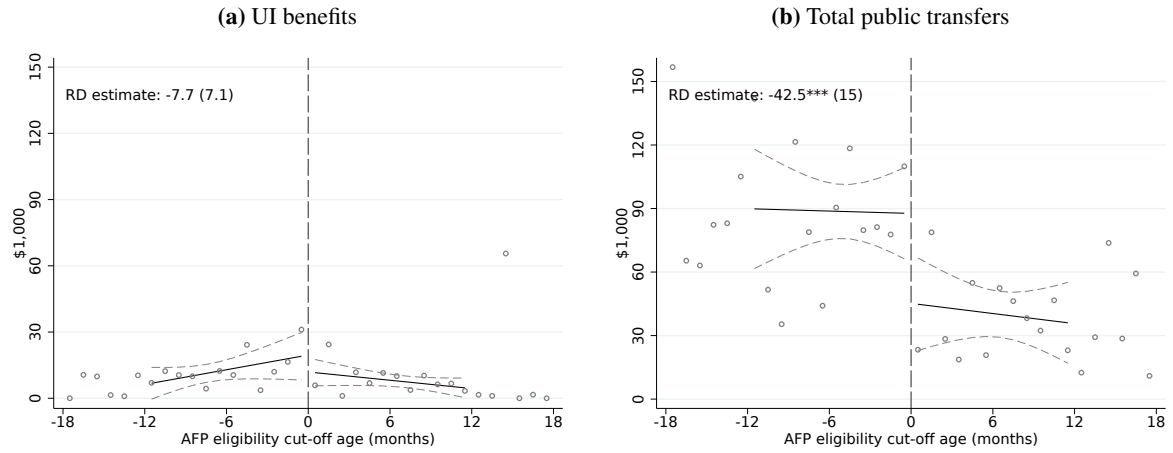 (a) UI benefits
150
120
90
60
30
0
$1,000
RD estimate: -7.7 (7.1)
-18 -12 -6 0 6 12 18
AFP eligibility cut-off age (months)
(b) Total public transfers
150
120
90
60
30
0
$1,000
RD estimate: -42.5*** (15)
-18 -12 -6 0 6 12 18
AFP eligibility cut-off age (months)